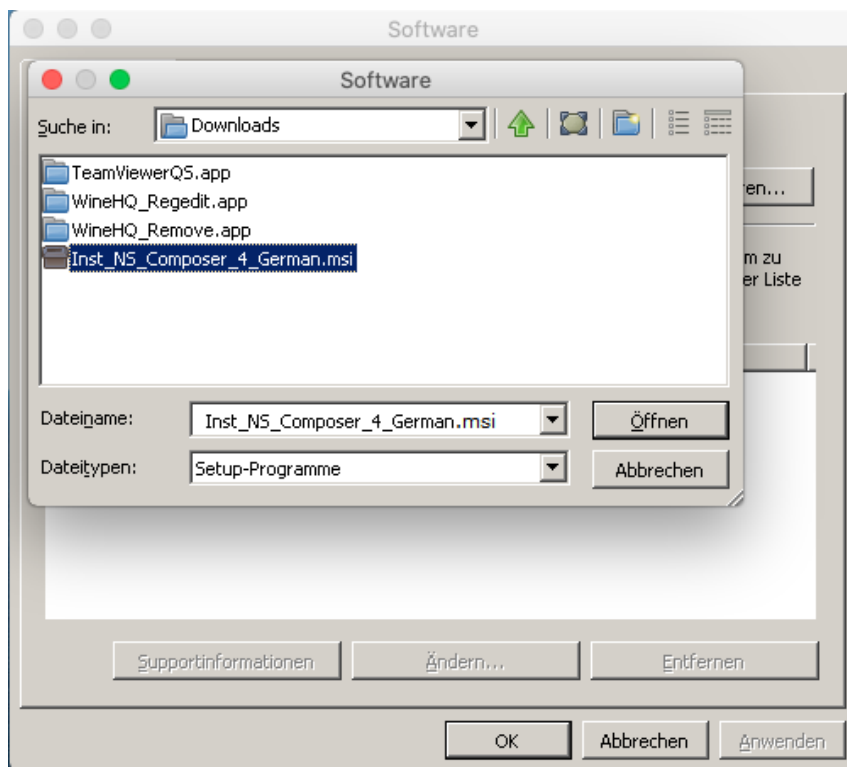 Software
Software
Suche in:
Downloads
TeamViewerQS.app
WineHQ_Regedit.app
WineHQ_Remove.app
Inst_NS_Composer_4_German.msi
ren...
m zu
er Liste
Dateiname:
Inst_NS_Composer_4_German.msi
Öffnen
Dateitypen:
Setup-Programme
Abbrechen
Supportinformationen
Ändern...
Entfernen
OK
Abbrechen
Anwenden